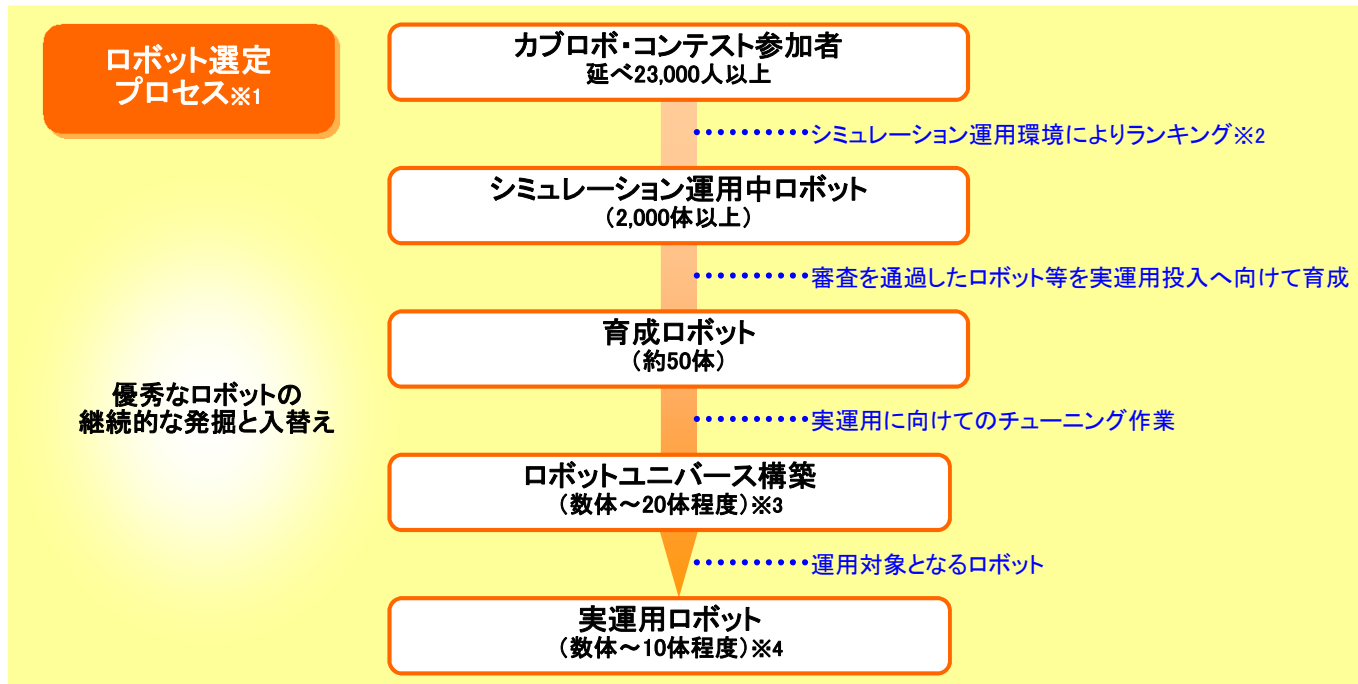 ロボット選定
プロセス※1
カブロボ・コンテスト参加者
延べ23,000人以上
••••••••••シミュレーション運用環境によりランキング※2
シミュレーション運用中ロボット
(2,000体以上)
••••••••••審査を通過したロボット等を実運用投入へ向けて育成
育成ロボット
(約50体)
優秀なロボットの
継続的な発掘と入替え
••••••••••実運用に向けてのチューニング作業
ロボットユニバース構築
(数体～20体程度)※3
••••••••••運用対象となるロボット
実運用ロボット
(数体～10体程度)※4